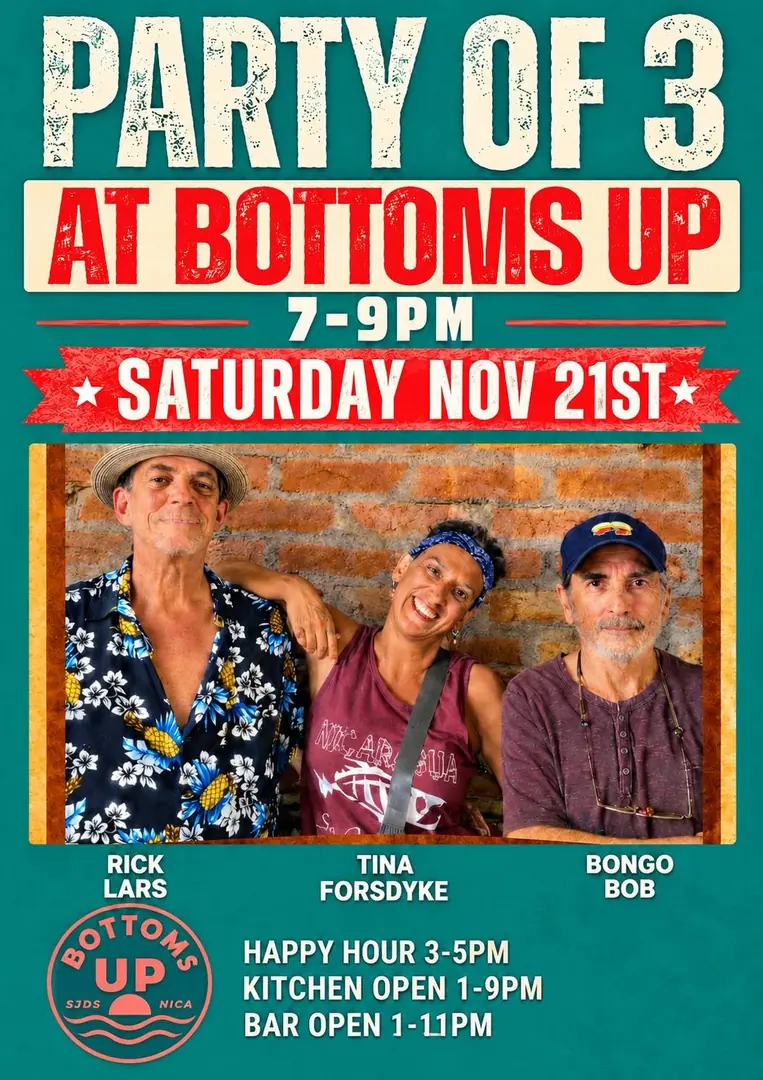 PARTY OF 3
AT BOTTOMS UP
7-9PM
SATURDAY NOV 21ST
NICARAGUA
RICK
LARS
TINA
FORSDYKE
BONGO
BOB
BOTTOMS
UP
SJDS NICA
HAPPY HOUR 3-5PM
KITCHEN OPEN 1-9PM
BAR OPEN 1-11PM